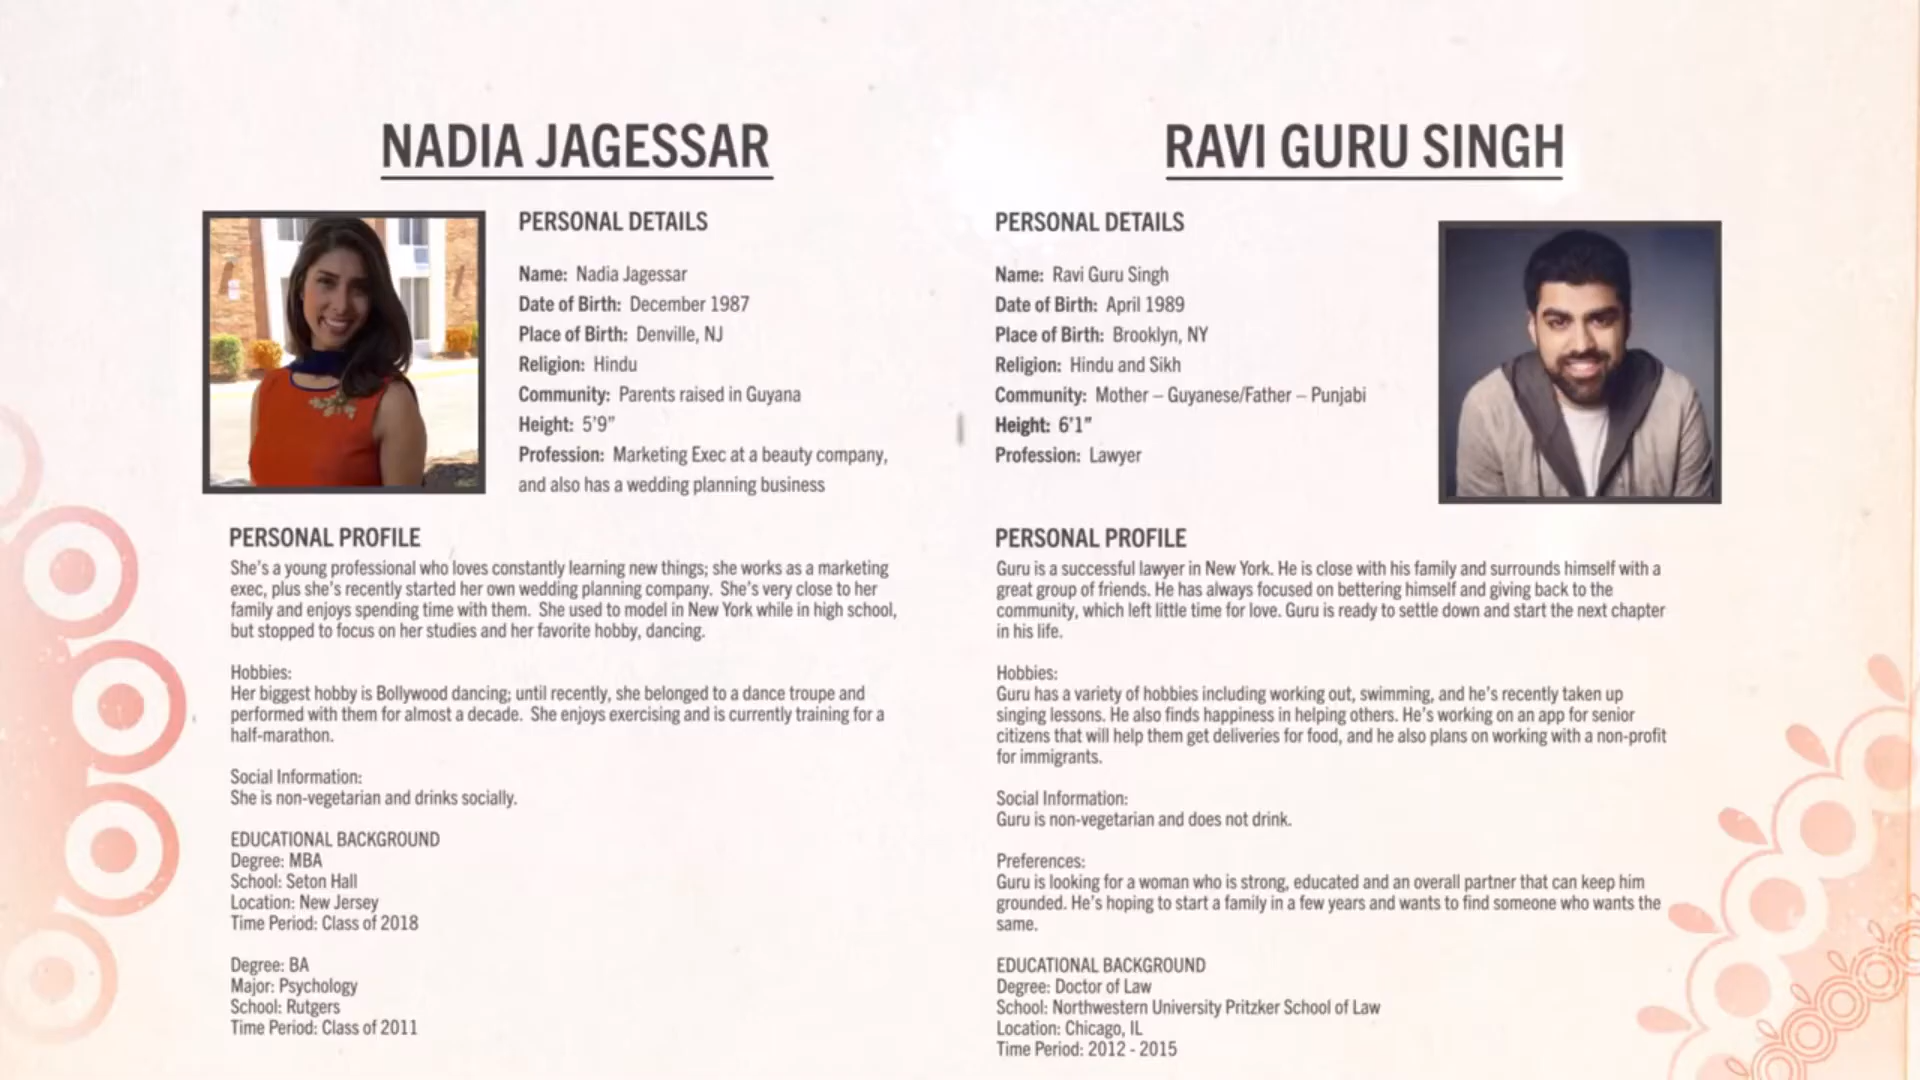 NADIA JAGESSAR
PERSONAL DETAILS
Name: Nadia Jagessar
Date of Birth: December 1987
Place of Birth: Denville, NJ
Religion: Hindu
Community: Parents raised in Guyana
Height: 5'9"
Profession: Marketing Exec at a beauty company,
and also has a wedding planning business
PERSONAL PROFILE
She's a young professional who loves constantly learning new things; she works as a marketing
exec, plus she's recently started her own wedding planning company. She's very close to her
family and enjoys spending time with them. She used to model in New York while in high school,
but stopped to focus on her studies and her favorite hobby, dancing.
Hobbies:
Her biggest hobby is Bollywood dancing; until recently, she belonged to a dance troupe and
performed with them for almost a decade. She enjoys exercising and is currently training for a
half-marathon.
Social Information:
She is non-vegetarian and drinks socially.
EDUCATIONAL BACKGROUND
Degree: MBA
School: Seton Hall
Location: New Jersey
Time Period: Class of 2018
Degree: BA
Major: Psychology
School: Rutgers
Time Period: Class of 2011
RAVI GURU SINGH
PERSONAL DETAILS
Name: Ravi Guru Singh
Date of Birth: April 1989
Place of Birth: Brooklyn, NY
Religion: Hindu and Sikh
Community: Mother – Guyanese/Father – Punjabi
Height: 6'1"
Profession: Lawyer
PERSONAL PROFILE
Guru is a successful lawyer in New York. He is close with his family and surrounds himself with a
great group of friends. He has always focused on bettering himself and giving back to the
community, which left little time for love. Guru is ready to settle down and start the next chapter
in his life.
Hobbies:
Guru has a variety of hobbies including working out, swimming, and he's recently taken up
singing lessons. He also finds happiness in helping others. He's working on an app for senior
citizens that will help them get deliveries for food, and he also plans on working with a non-profit
for immigrants.
Social Information:
Guru is non-vegetarian and does not drink.
Preferences:
Guru is looking for a woman who is strong, educated and an overall partner that can keep him
grounded. He's hoping to start a family in a few years and wants to find someone who wants the
same.
EDUCATIONAL BACKGROUND
Degree: Doctor of Law
School: Northwestern University Pritzker School of Law
Location: Chicago, IL
Time Period: 2012 - 2015